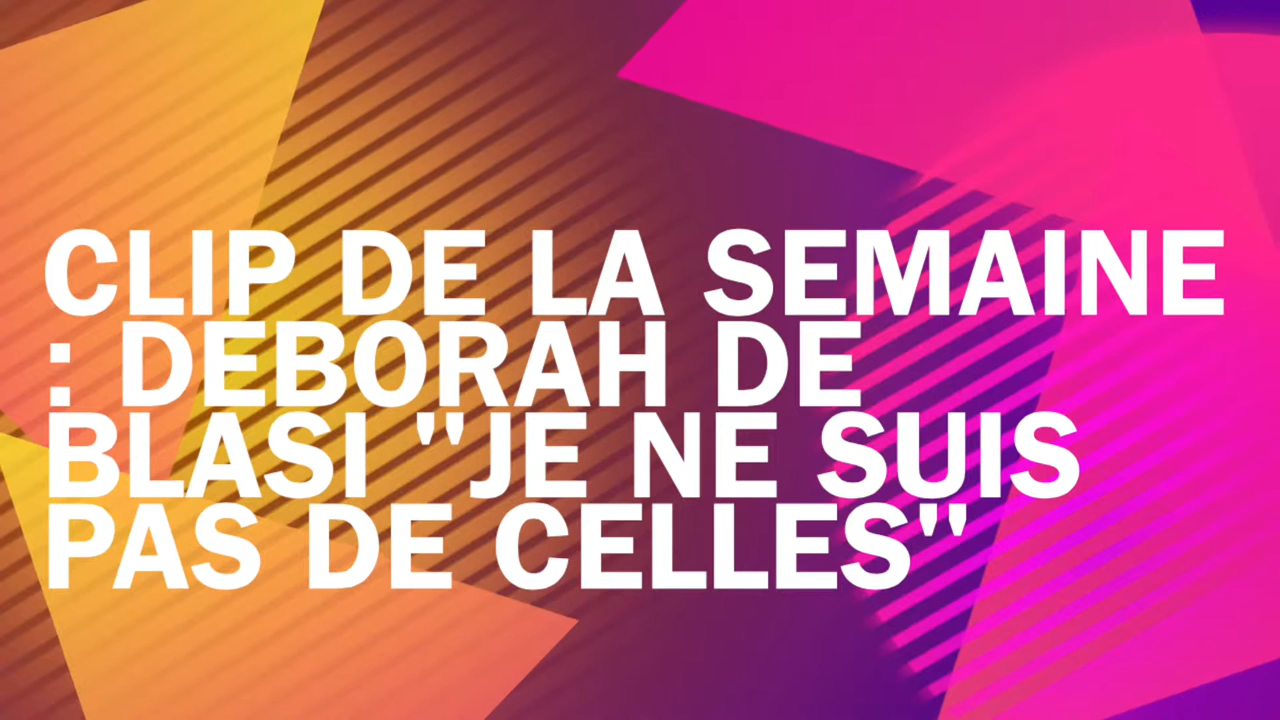 CLIP DE LA SEMAINE
: DEBORAH DE
BLASI "JE NE SUIS
PAS DE CELLES"